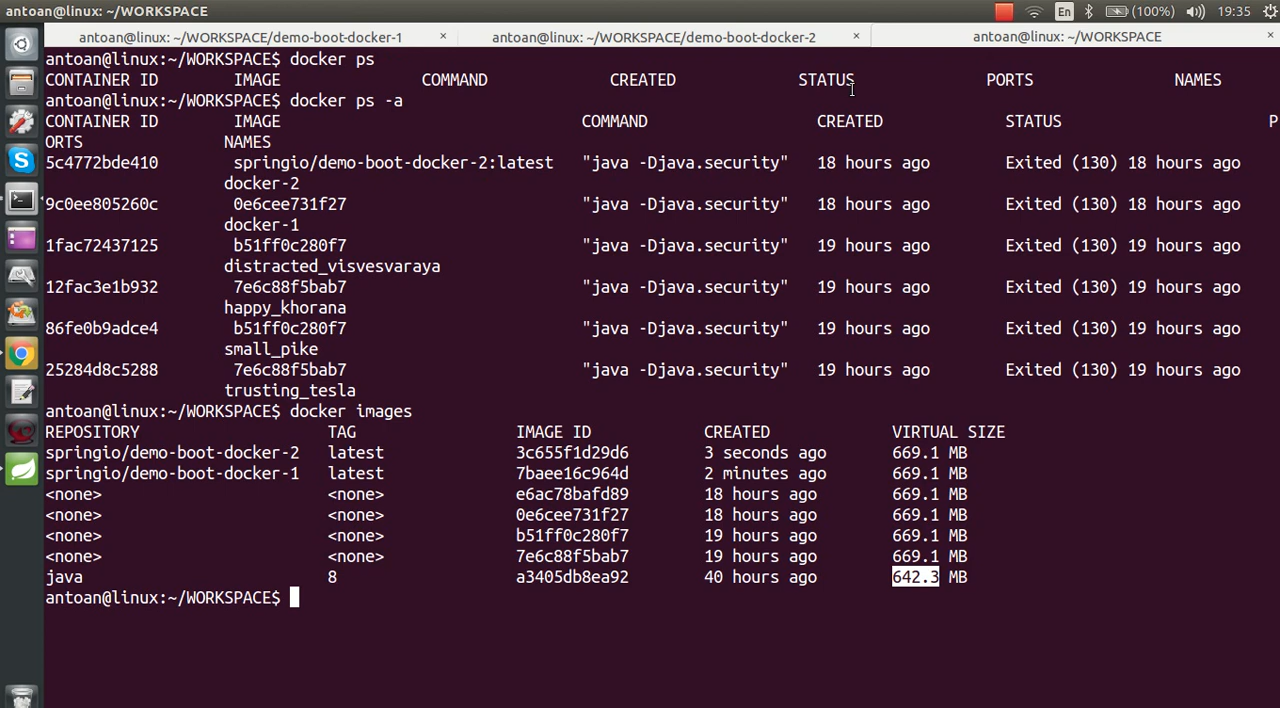 antoan@linux: ~/WORKSPACE
En (100%) 19:35
antoan@linux: ~/WORKSPACE/demo-boot-docker-1 × antoan@linux: ~/WORKSPACE/demo-boot-docker-2 × antoan@linux: ~/WORKSPACE ×
antoan@linux:~/WORKSPACE$ docker ps
CONTAINER ID IMAGE COMMAND CREATED STATUS PORTS NAMES
antoan@linux:~/WORKSPACE$ docker ps -a
CONTAINER ID IMAGE COMMAND CREATED STATUS P
ORTS NAMES
5c4772bde410 springio/demo-boot-docker-2:latest "java -Djava.security" 18 hours ago Exited (130) 18 hours ago
docker-2
9c0ee805260c 0e6cee731f27 "java -Djava.security" 18 hours ago Exited (130) 18 hours ago
docker-1
1fac72437125 b51ff0c280f7 "java -Djava.security" 19 hours ago Exited (130) 19 hours ago
distracted_visvesvaraya
12fac3e1b932 7e6c88f5bab7 "java -Djava.security" 19 hours ago Exited (130) 19 hours ago
happy_khorana
86fe0b9adce4 b51ff0c280f7 "java -Djava.security" 19 hours ago Exited (130) 19 hours ago
small_pike
25284d8c5288 7e6c88f5bab7 "java -Djava.security" 19 hours ago Exited (130) 19 hours ago
trusting_tesla
antoan@linux:~/WORKSPACE$ docker images
REPOSITORY TAG IMAGE ID CREATED VIRTUAL SIZE
springio/demo-boot-docker-2 latest 3c655f1d29d6 3 seconds ago 669.1 MB
springio/demo-boot-docker-1 latest 7baee16c964d 2 minutes ago 669.1 MB
<none> <none> e6ac78bafd89 18 hours ago 669.1 MB
<none> <none> 0e6cee731f27 18 hours ago 669.1 MB
<none> <none> b51ff0c280f7 19 hours ago 669.1 MB
<none> <none> 7e6c88f5bab7 19 hours ago 669.1 MB
java 8 a3405db8ea92 40 hours ago 642.3 MB
antoan@linux:~/WORKSPACE$